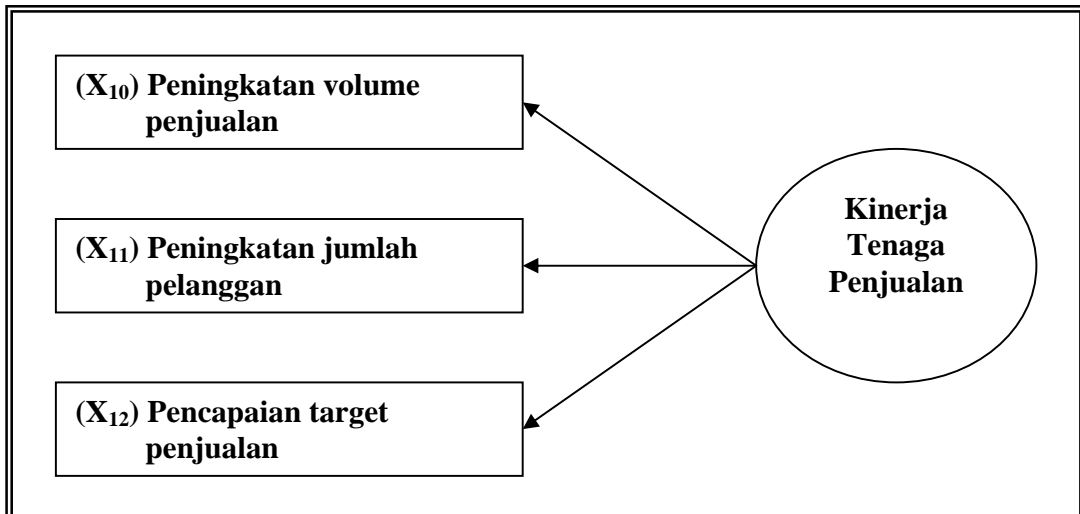 (X₁₀) Peningkatan volume
penjualan
(X₁₁) Peningkatan jumlah
pelanggan
(X₁₂) Pencapaian target
penjualan
Kinerja
Tenaga
Penjualan